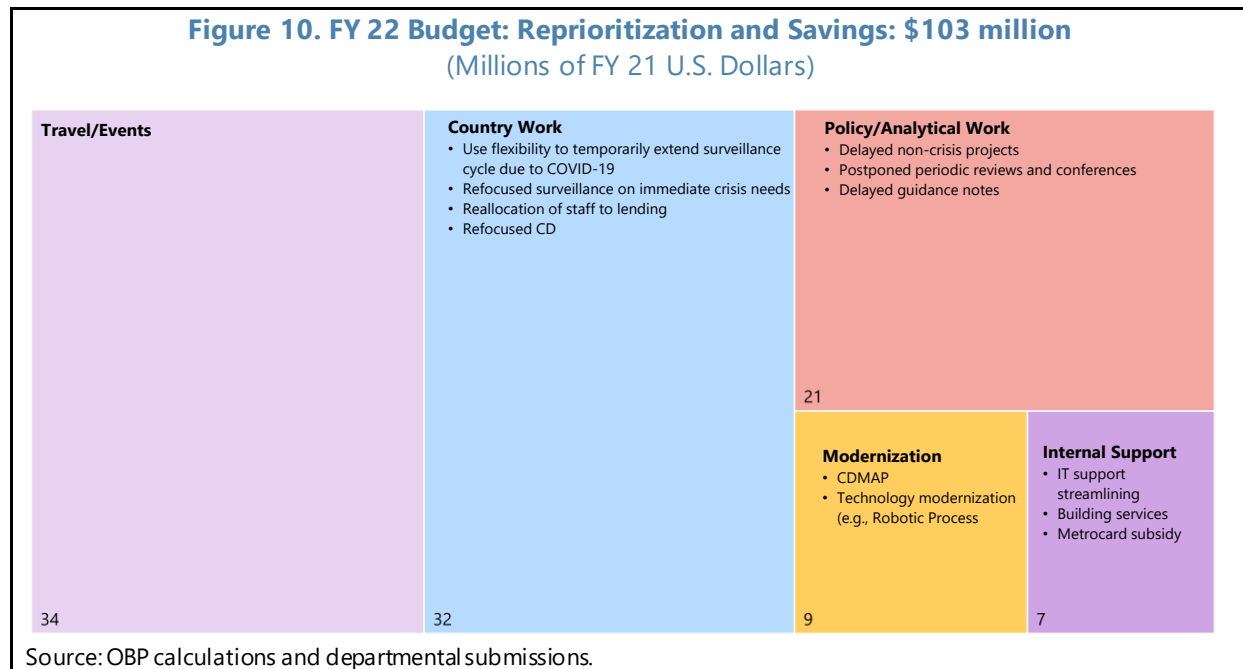 Figure 10. FY 22 Budget: Reprioritization and Savings: $103 million
(Millions of FY 21 U.S. Dollars)
Travel/Events
34
Country Work
• Use flexibility to temporarily extend surveillance
cycle due to COVID-19
• Refocused surveillance on immediate crisis needs
• Reallocation of staff to lending
• Refocused CD
32
Policy/Analytical Work
• Delayed non-crisis projects
• Postponed periodic reviews and conferences
• Delayed guidance notes
21
Modernization
• CDMAP
• Technology modernization
(e.g., Robotic Process
9
Internal Support
• IT support
streamlining
• Building services
• Metrocard subsidy
7
Source: OBP calculations and departmental submissions.